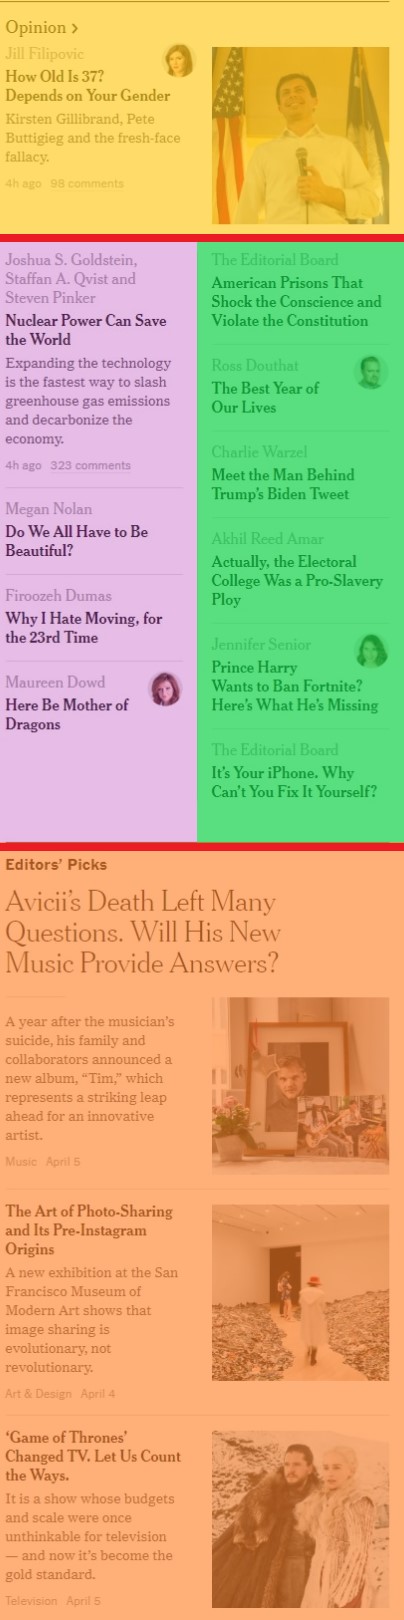 Opinion >
Jill Filipovic
How Old Is 37?
Depends on Your Gender
Kirsten Gillibrand, Pete
Buttigieg and the fresh-face
fallacy.
4h ago 98 comments
Joshua S. Goldstein,
Staffan A. Qvist and
Steven Pinker
Nuclear Power Can Save
the World
Expanding the technology
is the fastest way to slash
greenhouse gas emissions
and decarbonize the
economy.
4h ago 323 comments
Megan Nolan
Do We All Have to Be
Beautiful?
Firoozeh Dumas
Why I Hate Moving, for
the 23rd Time
Maureen Dowd
Here Be Mother of
Dragons
The Editorial Board
American Prisons That
Shock the Conscience and
Violate the Constitution
Ross Douthat
The Best Year of
Our Lives
Charlie Warzel
Meet the Man Behind
Trump's Biden Tweet
Akhil Reed Amar
Actually, the Electoral
College Was a Pro-Slavery
Ploy
Jennifer Senior
Prince Harry
Wants to Ban Fortnite?
Here's What He's Missing
The Editorial Board
It's Your iPhone. Why
Can't You Fix It Yourself?
Editors' Picks
Avicii's Death Left Many
Questions. Will His New
Music Provide Answers?
A year after the musician's
suicide, his family and
collaborators announced a
new album, “Tim,” which
represents a striking leap
ahead for an innovative
artist.
Music April 5
The Art of Photo-Sharing
and Its Pre-Instagram
Origins
A new exhibition at the San
Francisco Museum of
Modern Art shows that
image sharing is
evolutionary, not
revolutionary.
Art & Design April 4
‘Game of Thrones’
Changed TV. Let Us Count
the Ways.
It is a show whose budgets
and scale were once
unthinkable for television
— and now it's become the
gold standard.
Television April 5